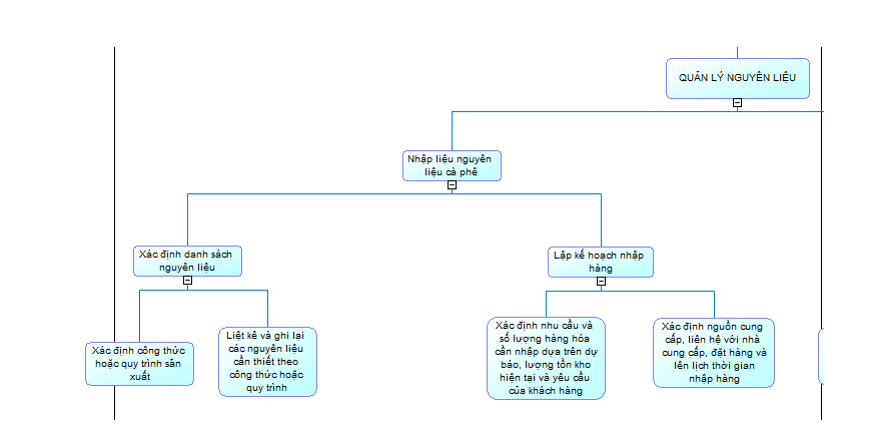 QUẢN LÝ NGUYÊN LIỆU
Nhập liệu nguyên
liệu cà phê
Xác định danh sách
nguyên liệu
Lập kế hoạch nhập
hàng
Xác định công thức
hoặc quy trình sản
xuất
Liệt kê và ghi lại
các nguyên liệu
cần thiết theo
công thức hoặc
quy trình
Xác định nhu cầu và
số lượng hàng hóa
cần nhập dựa trên dự
báo, lượng tồn kho
hiện tại và yêu cầu
của khách hàng
Xác định nguồn cung
cấp, liên hệ với nhà
cung cấp, đặt hàng và
lên lịch thời gian
nhập hàng